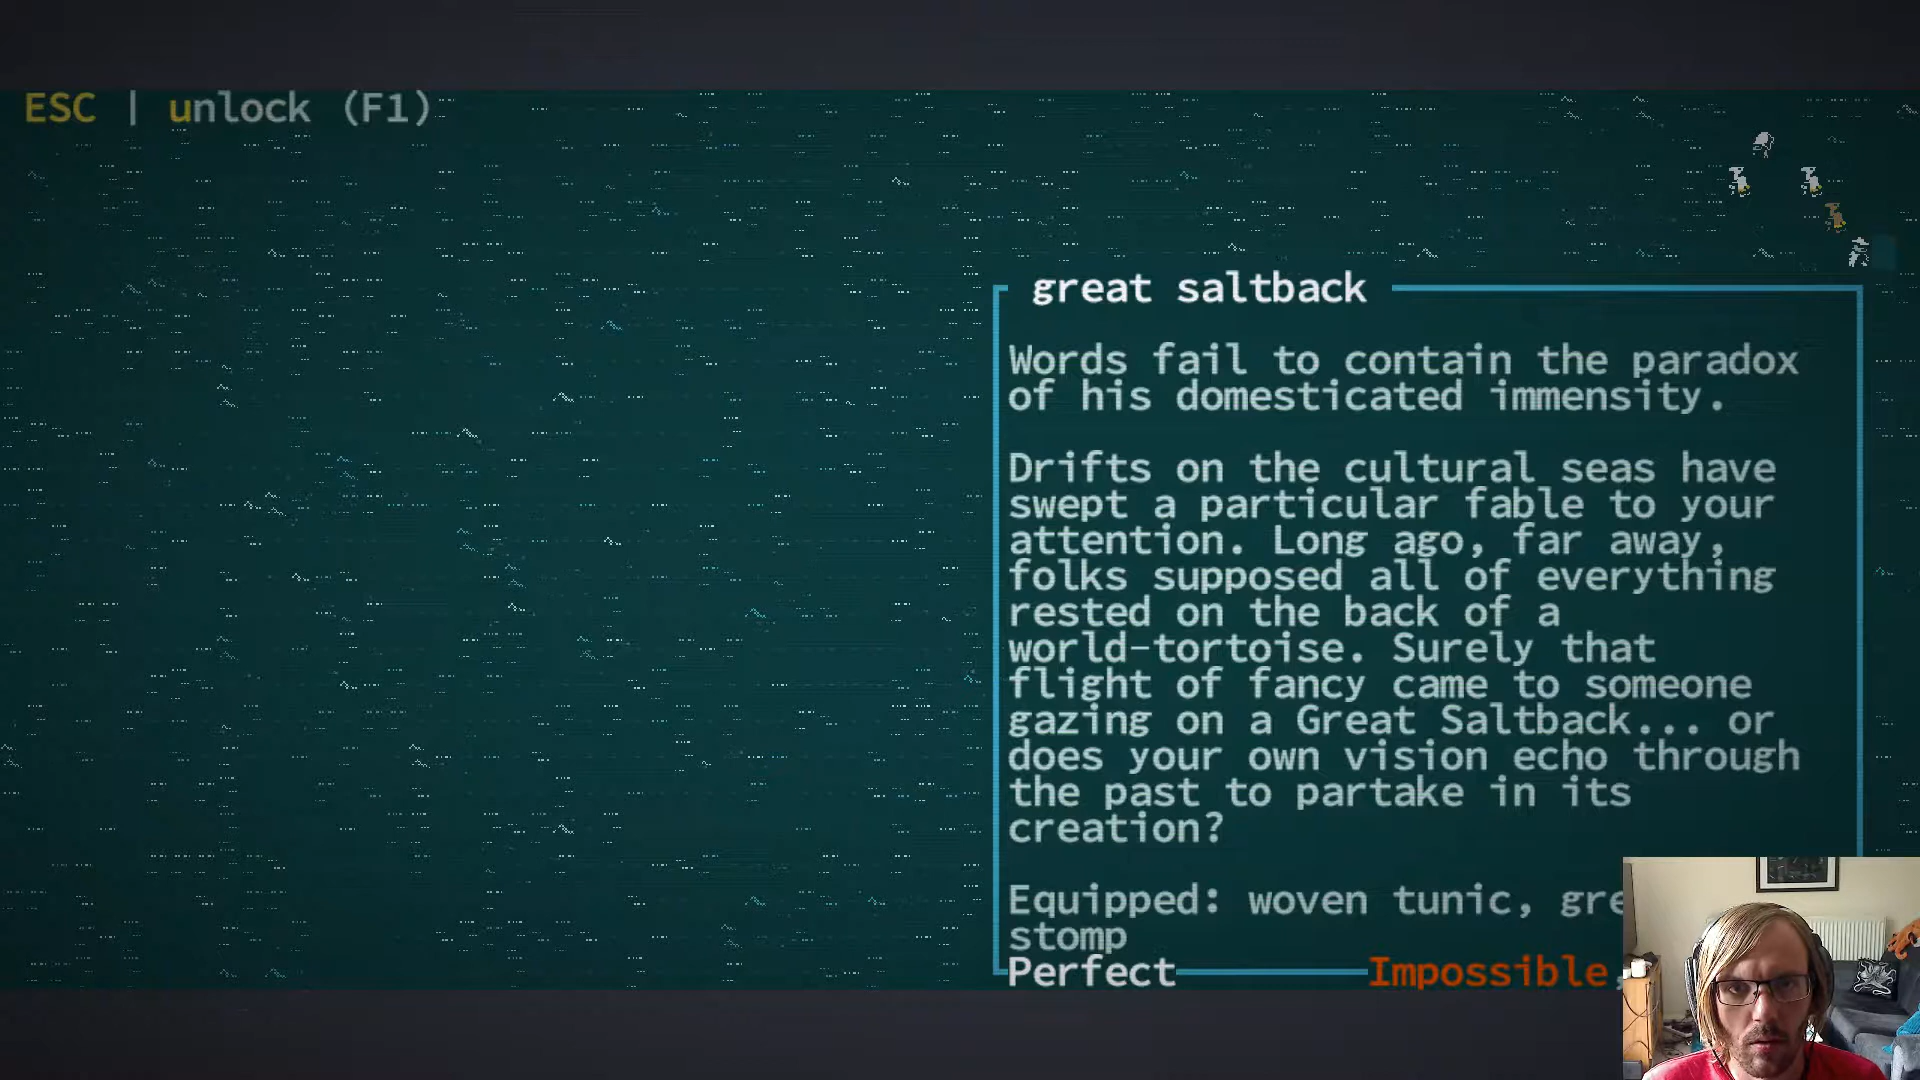 ESC | unlock (F1)
great saltback
Words fail to contain the paradox
of his domesticated immensity.
Drifts on the cultural seas have
swept a particular fable to your
attention. Long ago, far away,
folks supposed all of everything
rested on the back of a
world-tortoise. Surely that
flight of fancy came to someone
gazing on a Great Saltback... or
does your own vision echo through
the past to partake in its
creation?
Equipped: woven tunic,
stomp
Perfect
Impossible,